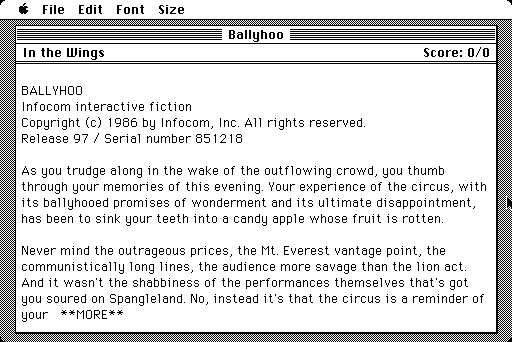 File Edit Font Size
Ballyhoo
In the Wings Score: 0/0
BALLYHOO
Infocom interactive fiction
Copyright (c) 1986 by Infocom, Inc. All rights reserved.
Release 97 / Serial number 851218
As you trudge along in the wake of the outflowing crowd, you thumb
through your memories of this evening. Your experience of the circus, with
its ballyhooed promises of wonderment and its ultimate disappointment,
has been to sink your teeth into a candy apple whose fruit is rotten.
Never mind the outrageous prices, the Mt. Everest vantage point, the
communistically long lines, the audience more savage than the lion act.
And it wasn't the shabbiness of the performances themselves that's got
you soured on Spangleland. No, instead it's that the circus is a reminder of
your **MORE**